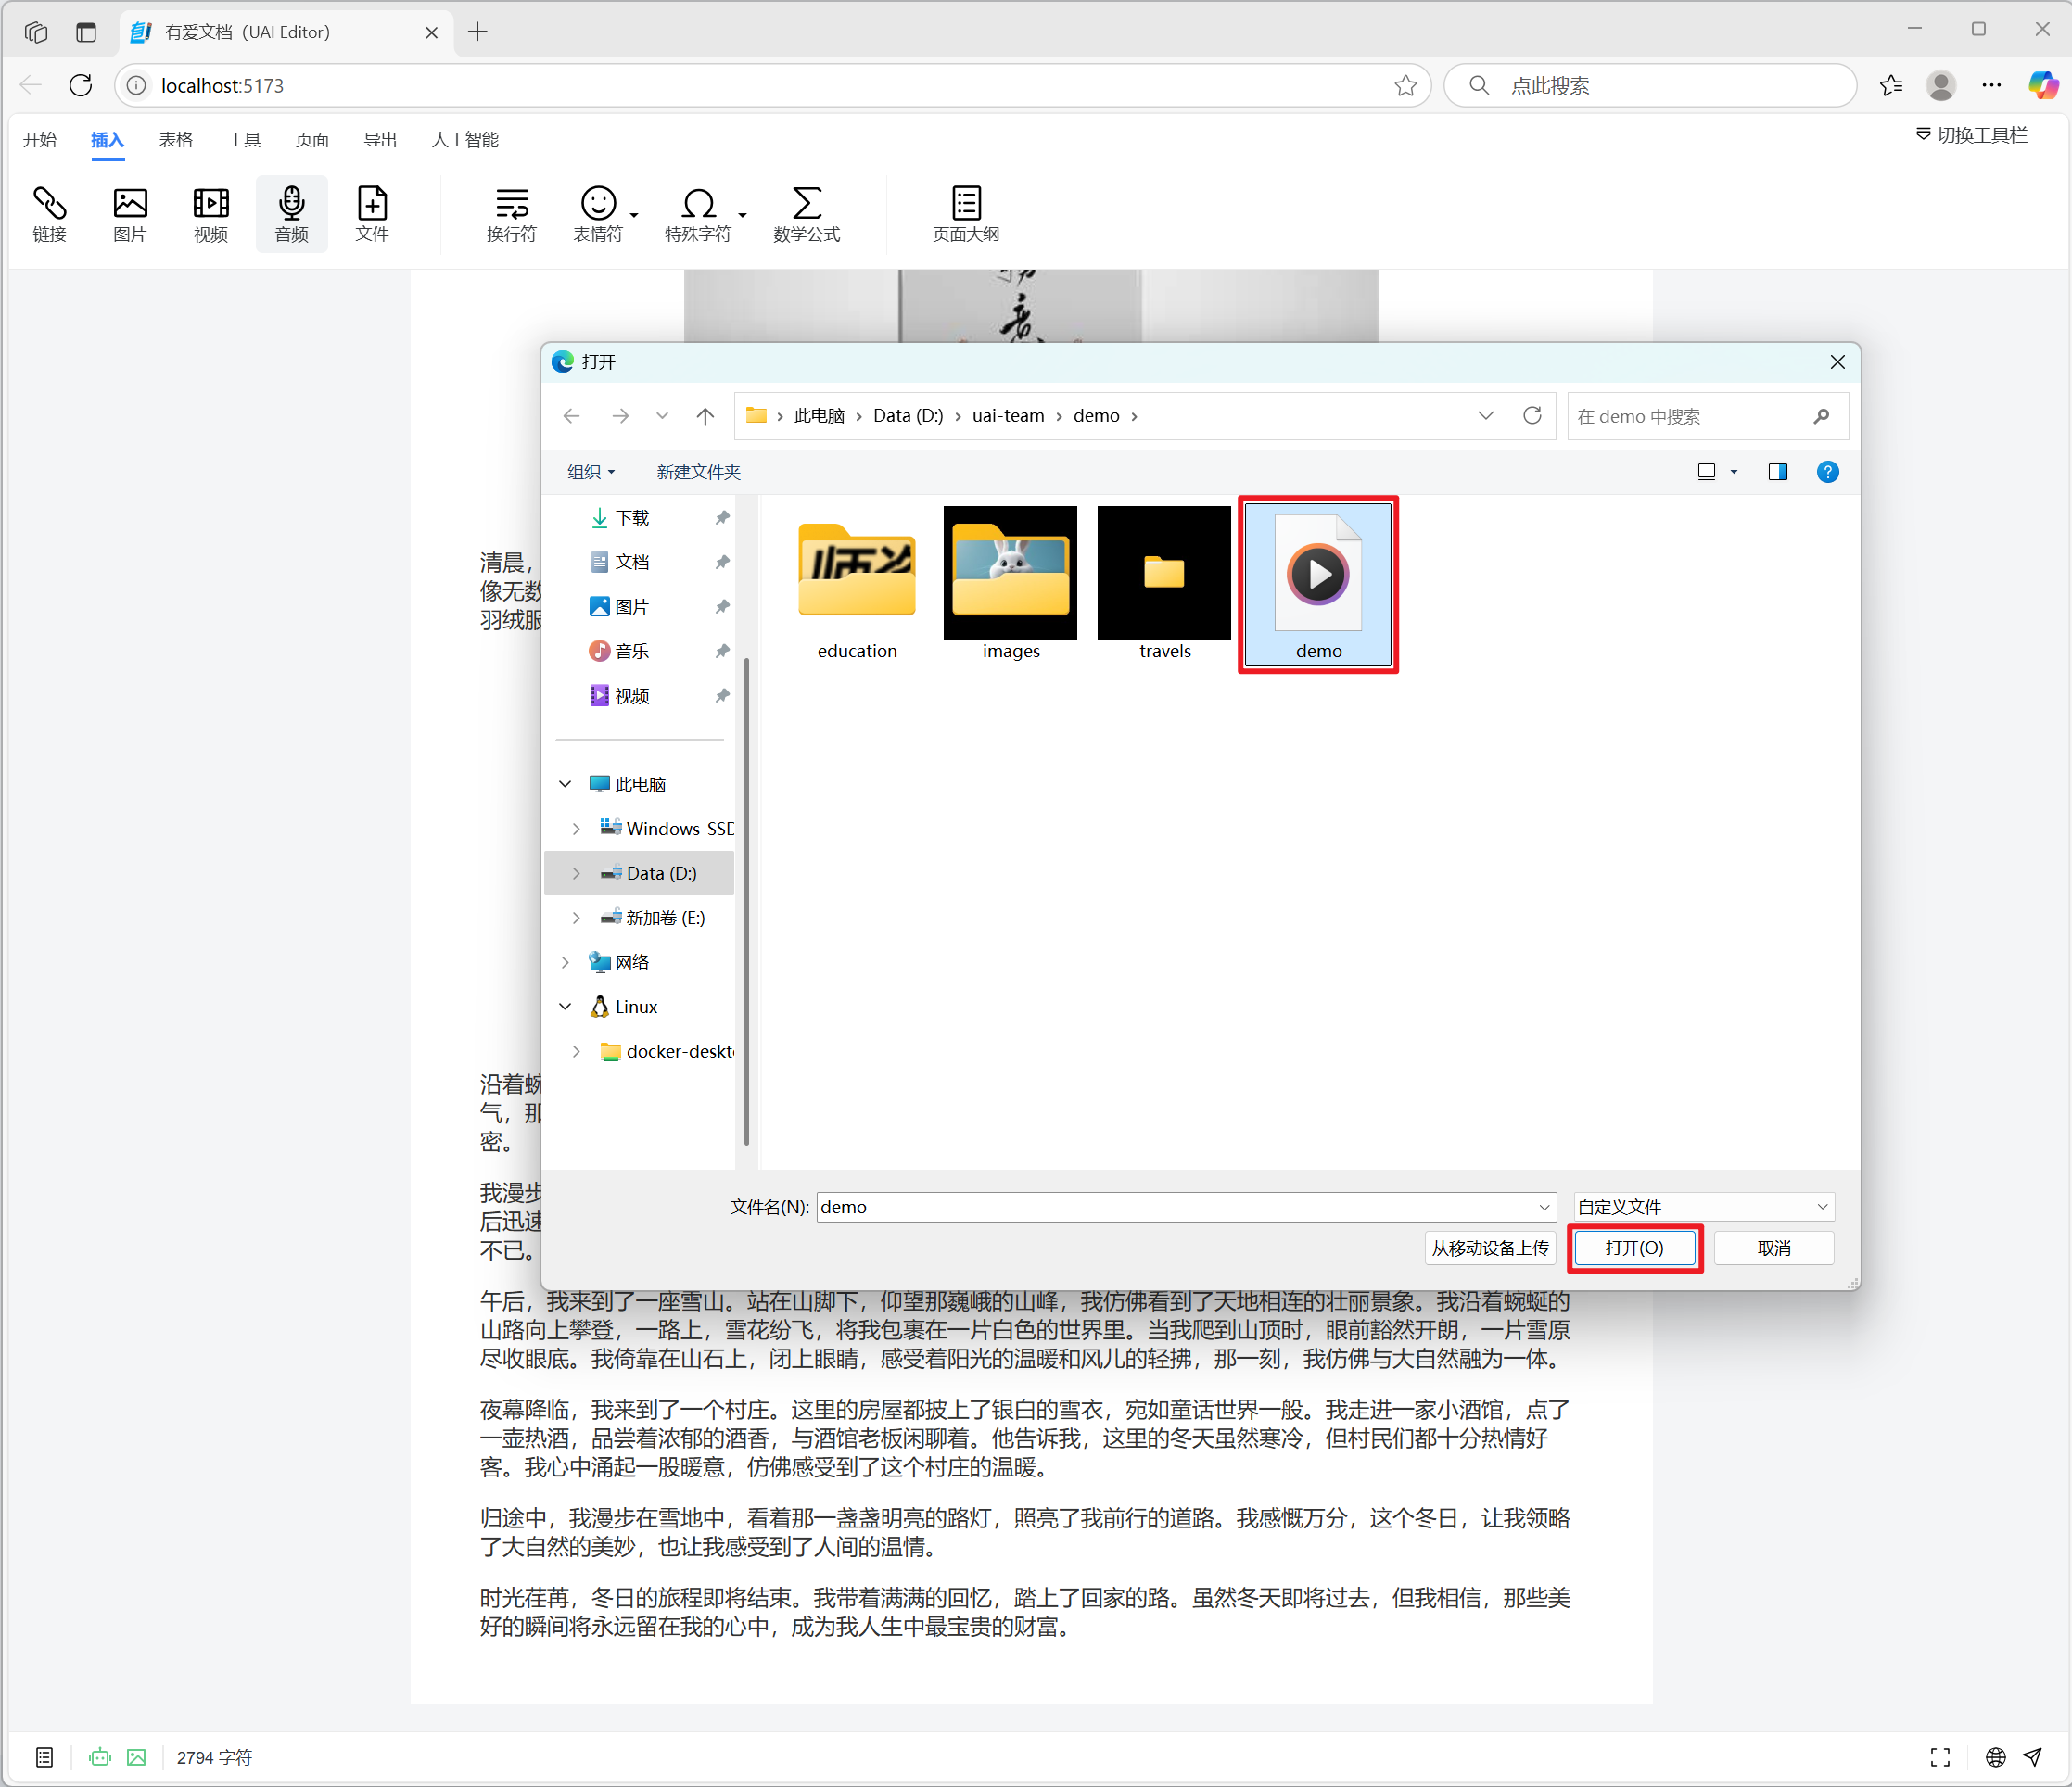 有爱文档（UAI Editor）
localhost:5173
点此搜索
开始 插入 表格 工具 页面 导出 人工智能
切换工具栏
链接 图片 视频 音频 文件 换行符 表情符 特殊字符 数学公式 页面大纲
打开
此电脑 › Data (D:) › uai-team › demo ›
在 demo 中搜索
组织 新建文件夹
下载
文档
图片
音乐
视频
此电脑
Windows-SSD
Data (D:)
新加卷 (E:)
网络
Linux
docker-deskt
education images travels demo
文件名(N): demo
自定义文件
从移动设备上传 打开(O) 取消
清晨，
像无数
羽绒服
沿着蜿
气，那
密。
我漫步
后迅速
不已。
午后，我来到了一座雪山。站在山脚下，仰望那巍峨的山峰，我仿佛看到了天地相连的壮丽景象。我沿着蜿蜒的
山路向上攀登，一路上，雪花纷飞，将我包裹在一片白色的世界里。当我爬到山顶时，眼前豁然开朗，一片雪原
尽收眼底。我倚靠在山石上，闭上眼睛，感受着阳光的温暖和风儿的轻拂，那一刻，我仿佛与大自然融为一体。
夜幕降临，我来到了一个村庄。这里的房屋都披上了银白的雪衣，宛如童话世界一般。我走进一家小酒馆，点了
一壶热酒，品尝着浓郁的酒香，与酒馆老板闲聊着。他告诉我，这里的冬天虽然寒冷，但村民们都十分热情好
客。我心中涌起一股暖意，仿佛感受到了这个村庄的温暖。
归途中，我漫步在雪地中，看着那一盏盏明亮的路灯，照亮了我前行的道路。我感慨万分，这个冬日，让我领略
了大自然的美妙，也让我感受到了人间的温情。
时光荏苒，冬日的旅程即将结束。我带着满满的回忆，踏上了回家的路。虽然冬天即将过去，但我相信，那些美
好的瞬间将永远留在我的心中，成为我人生中最宝贵的财富。
2794 字符